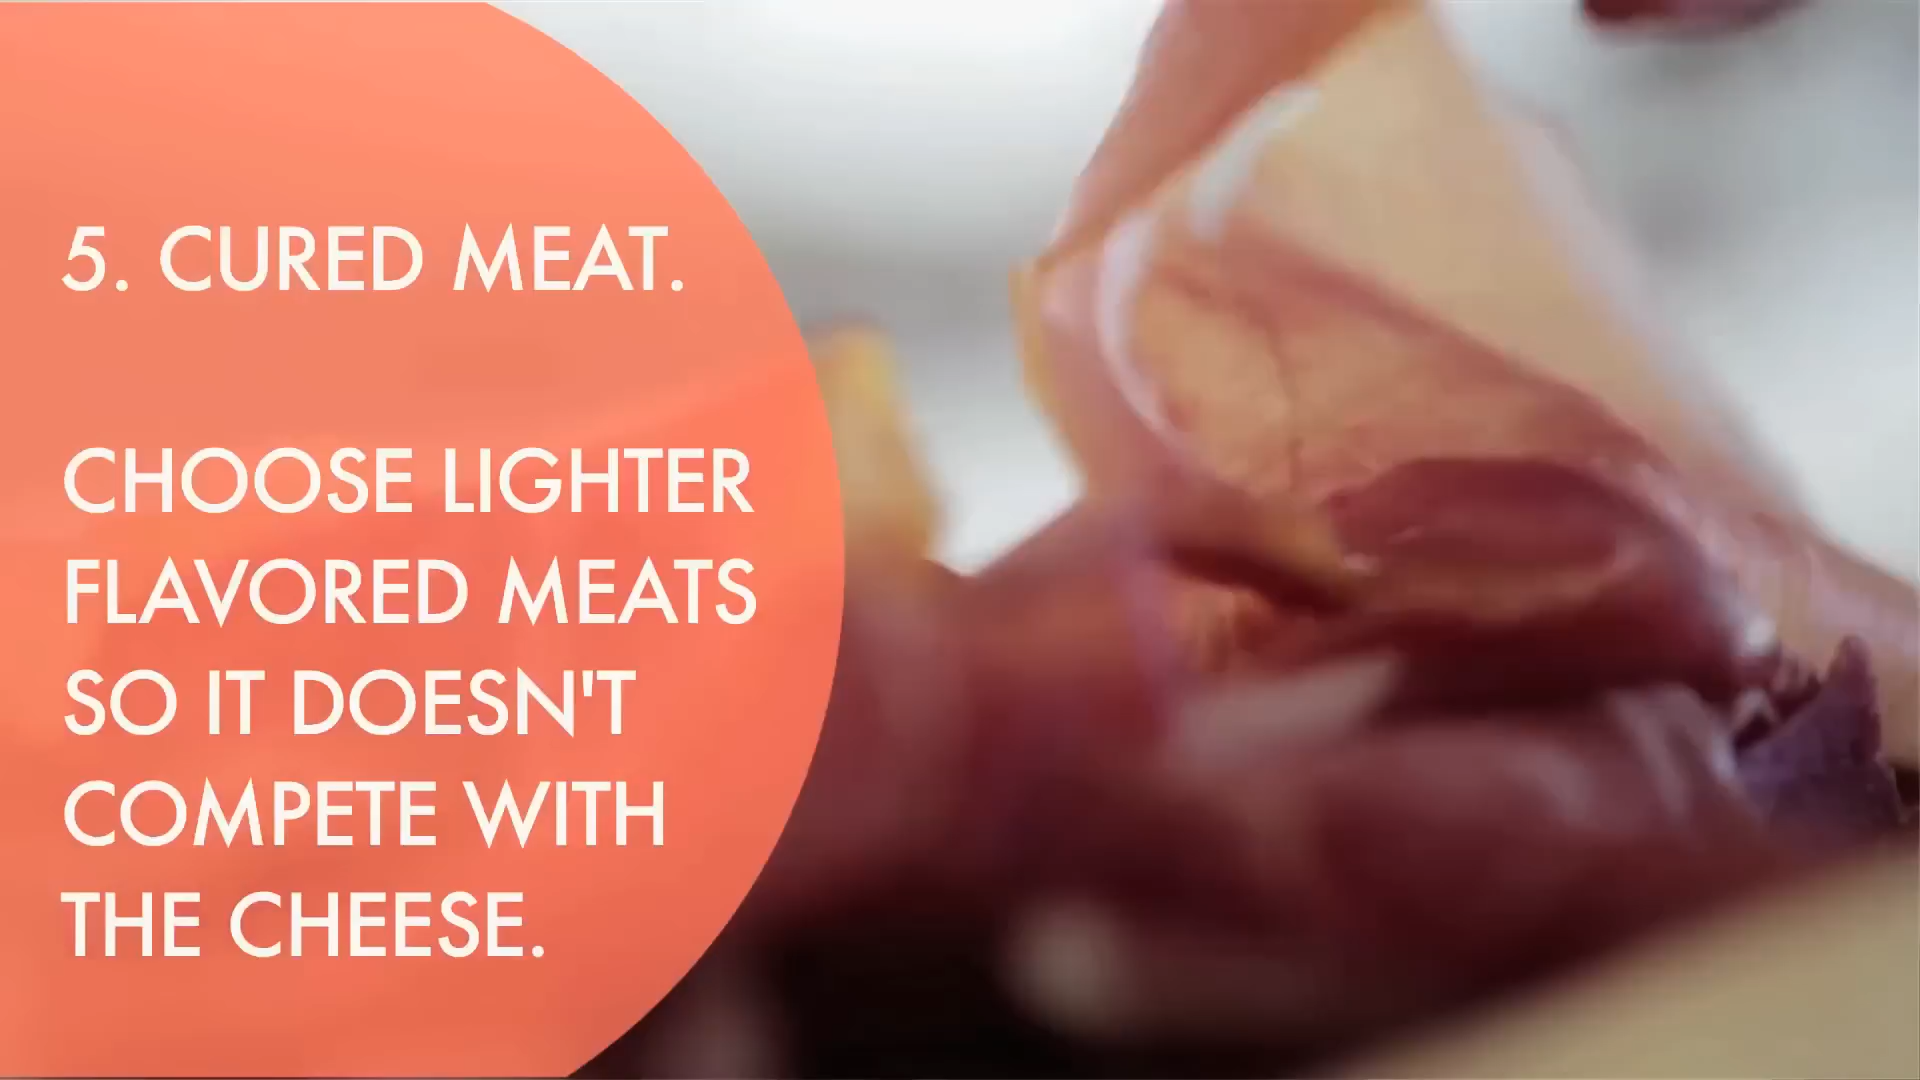 5. CURED MEAT.
CHOOSE LIGHTER
FLAVORED MEATS
SO IT DOESN'T
COMPETE WITH
THE CHEESE.